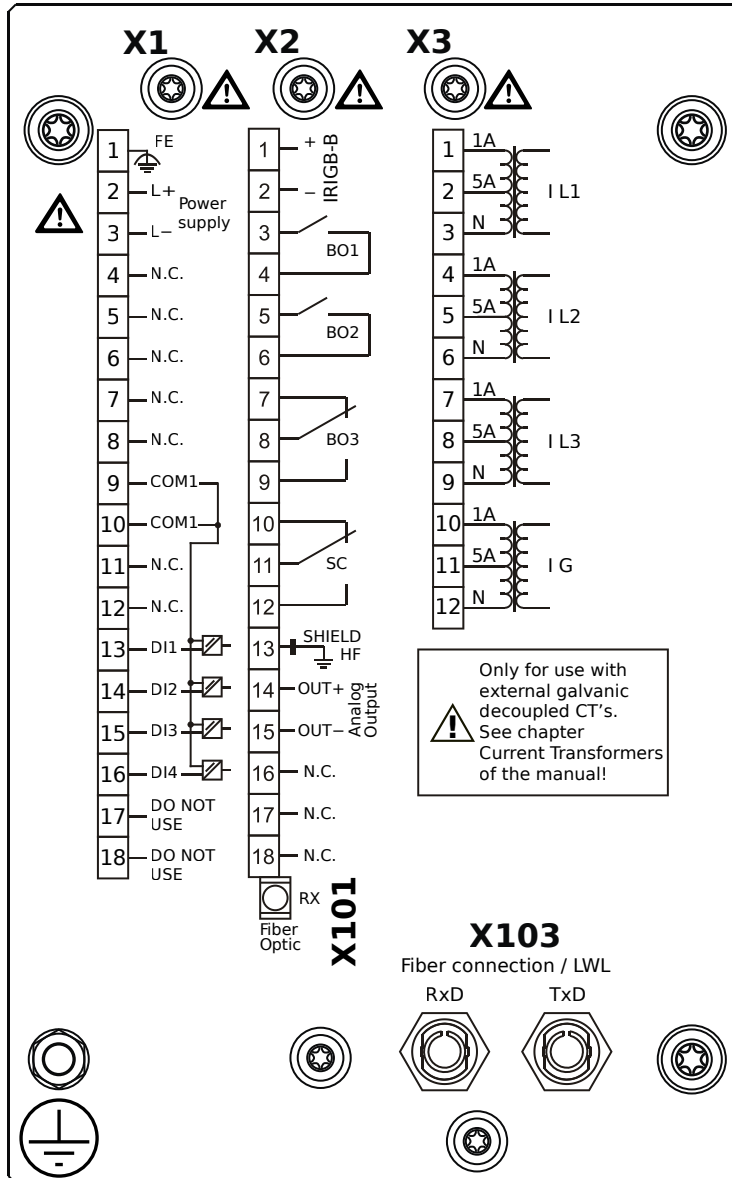 X1
1 FE
2 L+
3 L−
Power
supply
4 N.C.
5 N.C.
6 N.C.
7 N.C.
8 N.C.
9 COM1
10 COM1
11 N.C.
12 N.C.
13 DI1
14 DI2
15 DI3
16 DI4
17 DO NOT
USE
18 DO NOT
USE
X2
1 +
2 −
IRIGB-B
3
4
BO1
5
6
BO2
7
8
9
BO3
10
11
12
SC
13 SHIELD
HF
14 OUT+
15 OUT−
Analog
Output
16 N.C.
17 N.C.
18 N.C.
RX
Fiber
Optic
X101
X3
1 1A
2 5A
3 N
I L1
4 1A
5 5A
6 N
I L2
7 1A
8 5A
9 N
I L3
10 1A
11 5A
12 N
I G
Only for use with
external galvanic
decoupled CT's.
See chapter
Current Transformers
of the manual!
X103
Fiber connection / LWL
RxD TxD